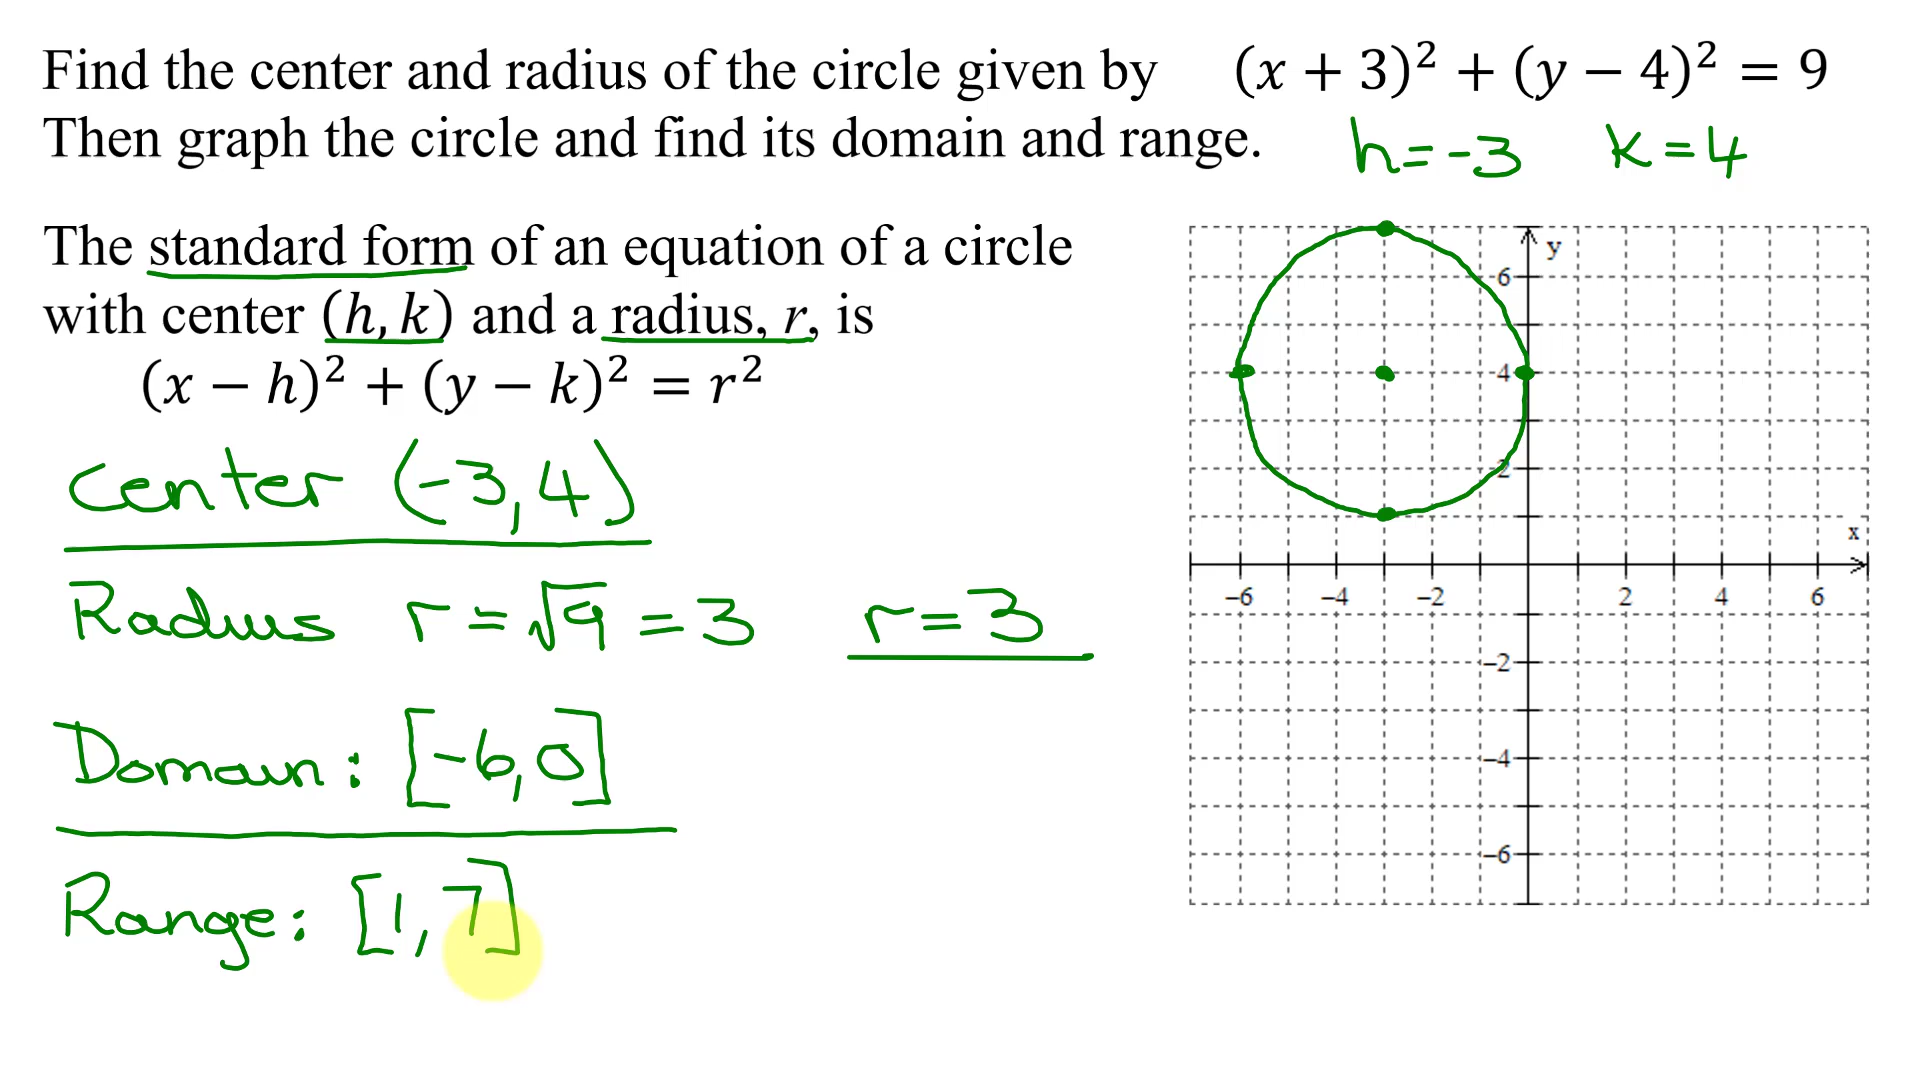 Find the center and radius of the circle given by (x + 3)² + (y − 4)² = 9
Then graph the circle and find its domain and range.
h = -3 k = 4
The standard form of an equation of a circle
with center (h, k) and a radius, r, is
(x − h)² + (y − k)² = r²
Center (-3, 4)
Radius r = √9 = 3 r = 3
Domain: [-6, 0]
Range: [1, 7]
y
6
4
2
x
−6 −4 −2 2 4 6
−2
−4
−6